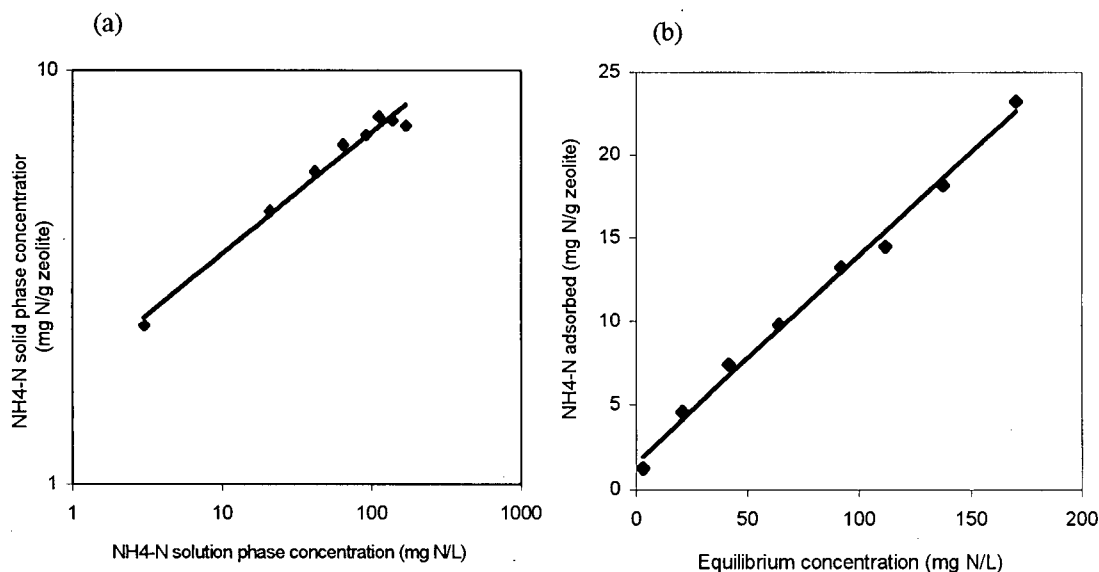 (a)
10
1
1
10
100
1000
NH4-N solid phase concentratior
(mg N/g zeolite)
NH4-N solution phase concentration (mg N/L)
(b)
25
20
15
10
5
0
0
50
100
150
200
NH4-N adsorbed (mg N/g zeolite)
Equilibrium concentration (mg N/L)